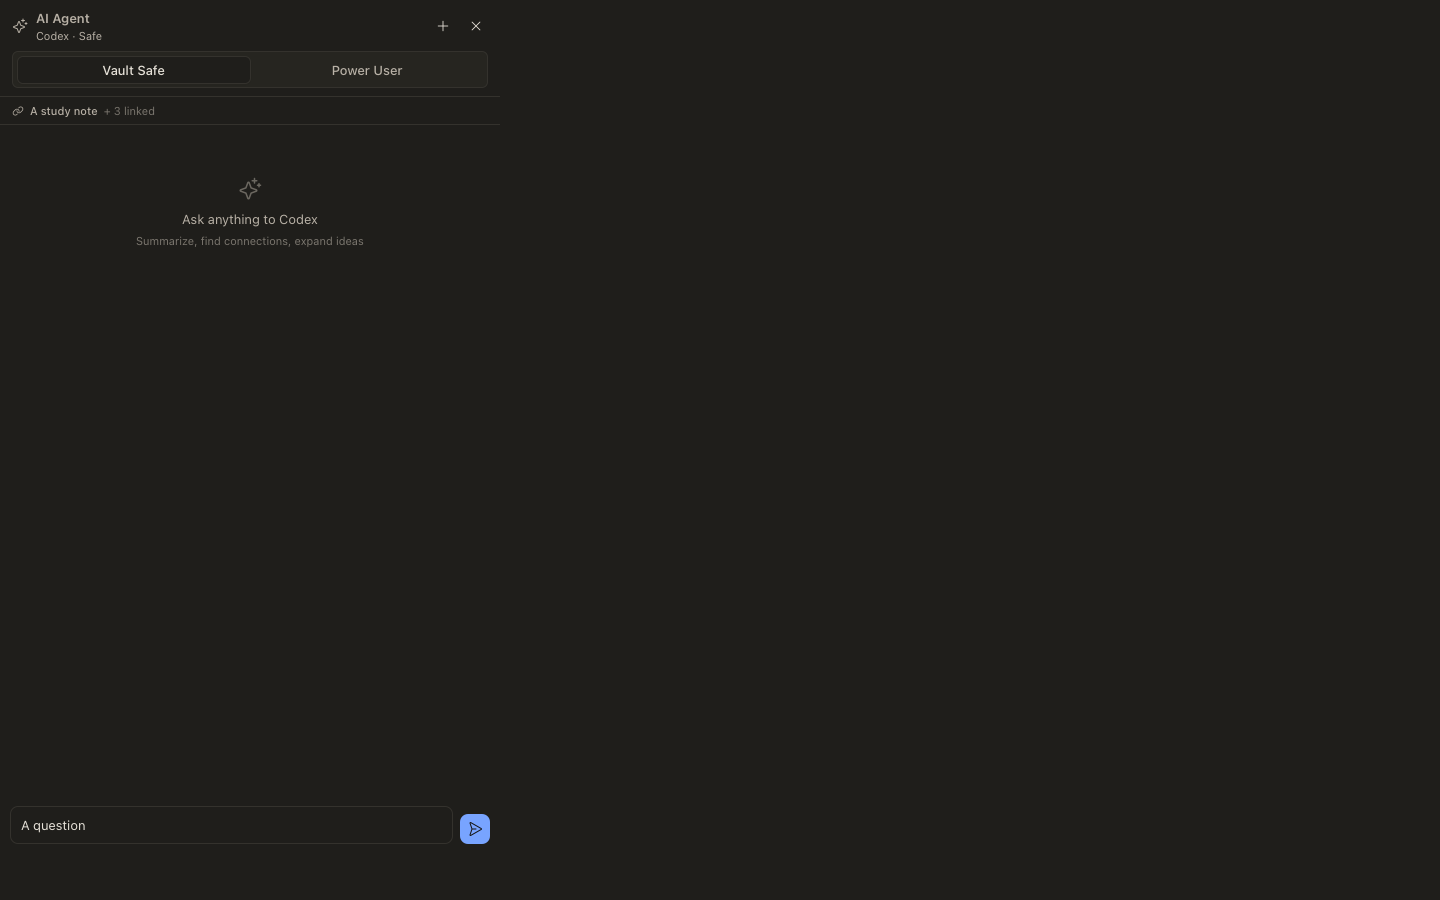 AI Agent
Codex · Safe
Vault Safe
Power User
A study note + 3 linked
Ask anything to Codex
Summarize, find connections, expand ideas
A question